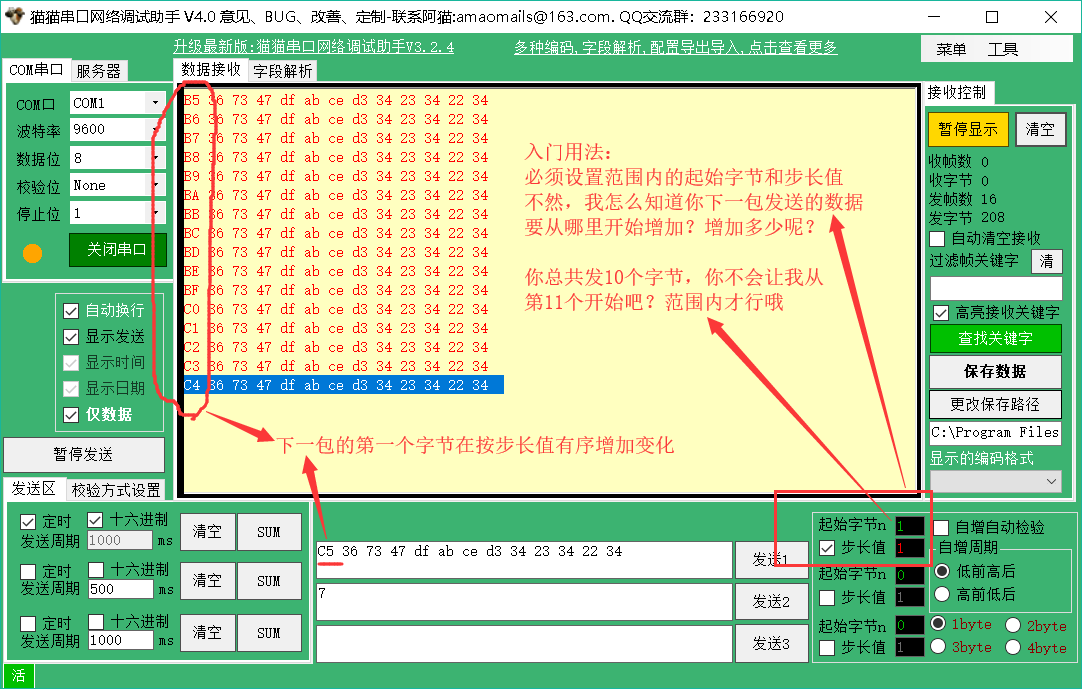 猫猫串口网络调试助手 V4.0 意见、BUG、改善、定制-联系阿猫:amaomails@163.com. QQ交流群：233166920
升级最新版:猫猫串口网络调试助手V3.2.4
多种编码,字段解析,配置导出导入,点击查看更多
菜单 工具
COM串口 服务器
COM口 COM1
波特率 9600
数据位 8
校验位 None
停止位 1
关闭串口
自动换行
显示发送
显示时间
显示日期
仅数据
暂停发送
数据接收 字段解析
B5 36 73 47 df ab ce d3 34 23 34 22 34
B6 36 73 47 df ab ce d3 34 23 34 22 34
B7 36 73 47 df ab ce d3 34 23 34 22 34
B8 36 73 47 df ab ce d3 34 23 34 22 34
B9 36 73 47 df ab ce d3 34 23 34 22 34
BA 36 73 47 df ab ce d3 34 23 34 22 34
BB 36 73 47 df ab ce d3 34 23 34 22 34
BC 36 73 47 df ab ce d3 34 23 34 22 34
BD 36 73 47 df ab ce d3 34 23 34 22 34
BE 36 73 47 df ab ce d3 34 23 34 22 34
BF 36 73 47 df ab ce d3 34 23 34 22 34
C0 36 73 47 df ab ce d3 34 23 34 22 34
C1 36 73 47 df ab ce d3 34 23 34 22 34
C2 36 73 47 df ab ce d3 34 23 34 22 34
C3 36 73 47 df ab ce d3 34 23 34 22 34
C4 36 73 47 df ab ce d3 34 23 34 22 34
入门用法：
必须设置范围内的起始字节和步长值
不然，我怎么知道你下一包发送的数据
要从哪里开始增加？增加多少呢？
你总共发10个字节，你不会让我从
第11个开始吧？范围内才行哦
下一包的第一个字节在按步长值有序增加变化
接收控制
暂停显示 清空
收帧数 0
收字节 0
发帧数 16
发字节 208
自动清空接收
过滤帧关键字 清
高亮接收关键字
查找关键字
保存数据
更改保存路径
C:\Program Files
显示的编码格式
发送区 校验方式设置
定时 十六进制
发送周期 1000 ms
清空 SUM
定时 十六进制
发送周期 500 ms
清空 SUM
定时 十六进制
发送周期 1000 ms
清空 SUM
C5 36 73 47 df ab ce d3 34 23 34 22 34
发送1
7
发送2
发送3
起始字节n 1
步长值 1
起始字节n 0
步长值 1
起始字节n 0
步长值 1
自增自动检验
自增周期
低前高后
高前低后
1byte 2byte
3byte 4byte
活